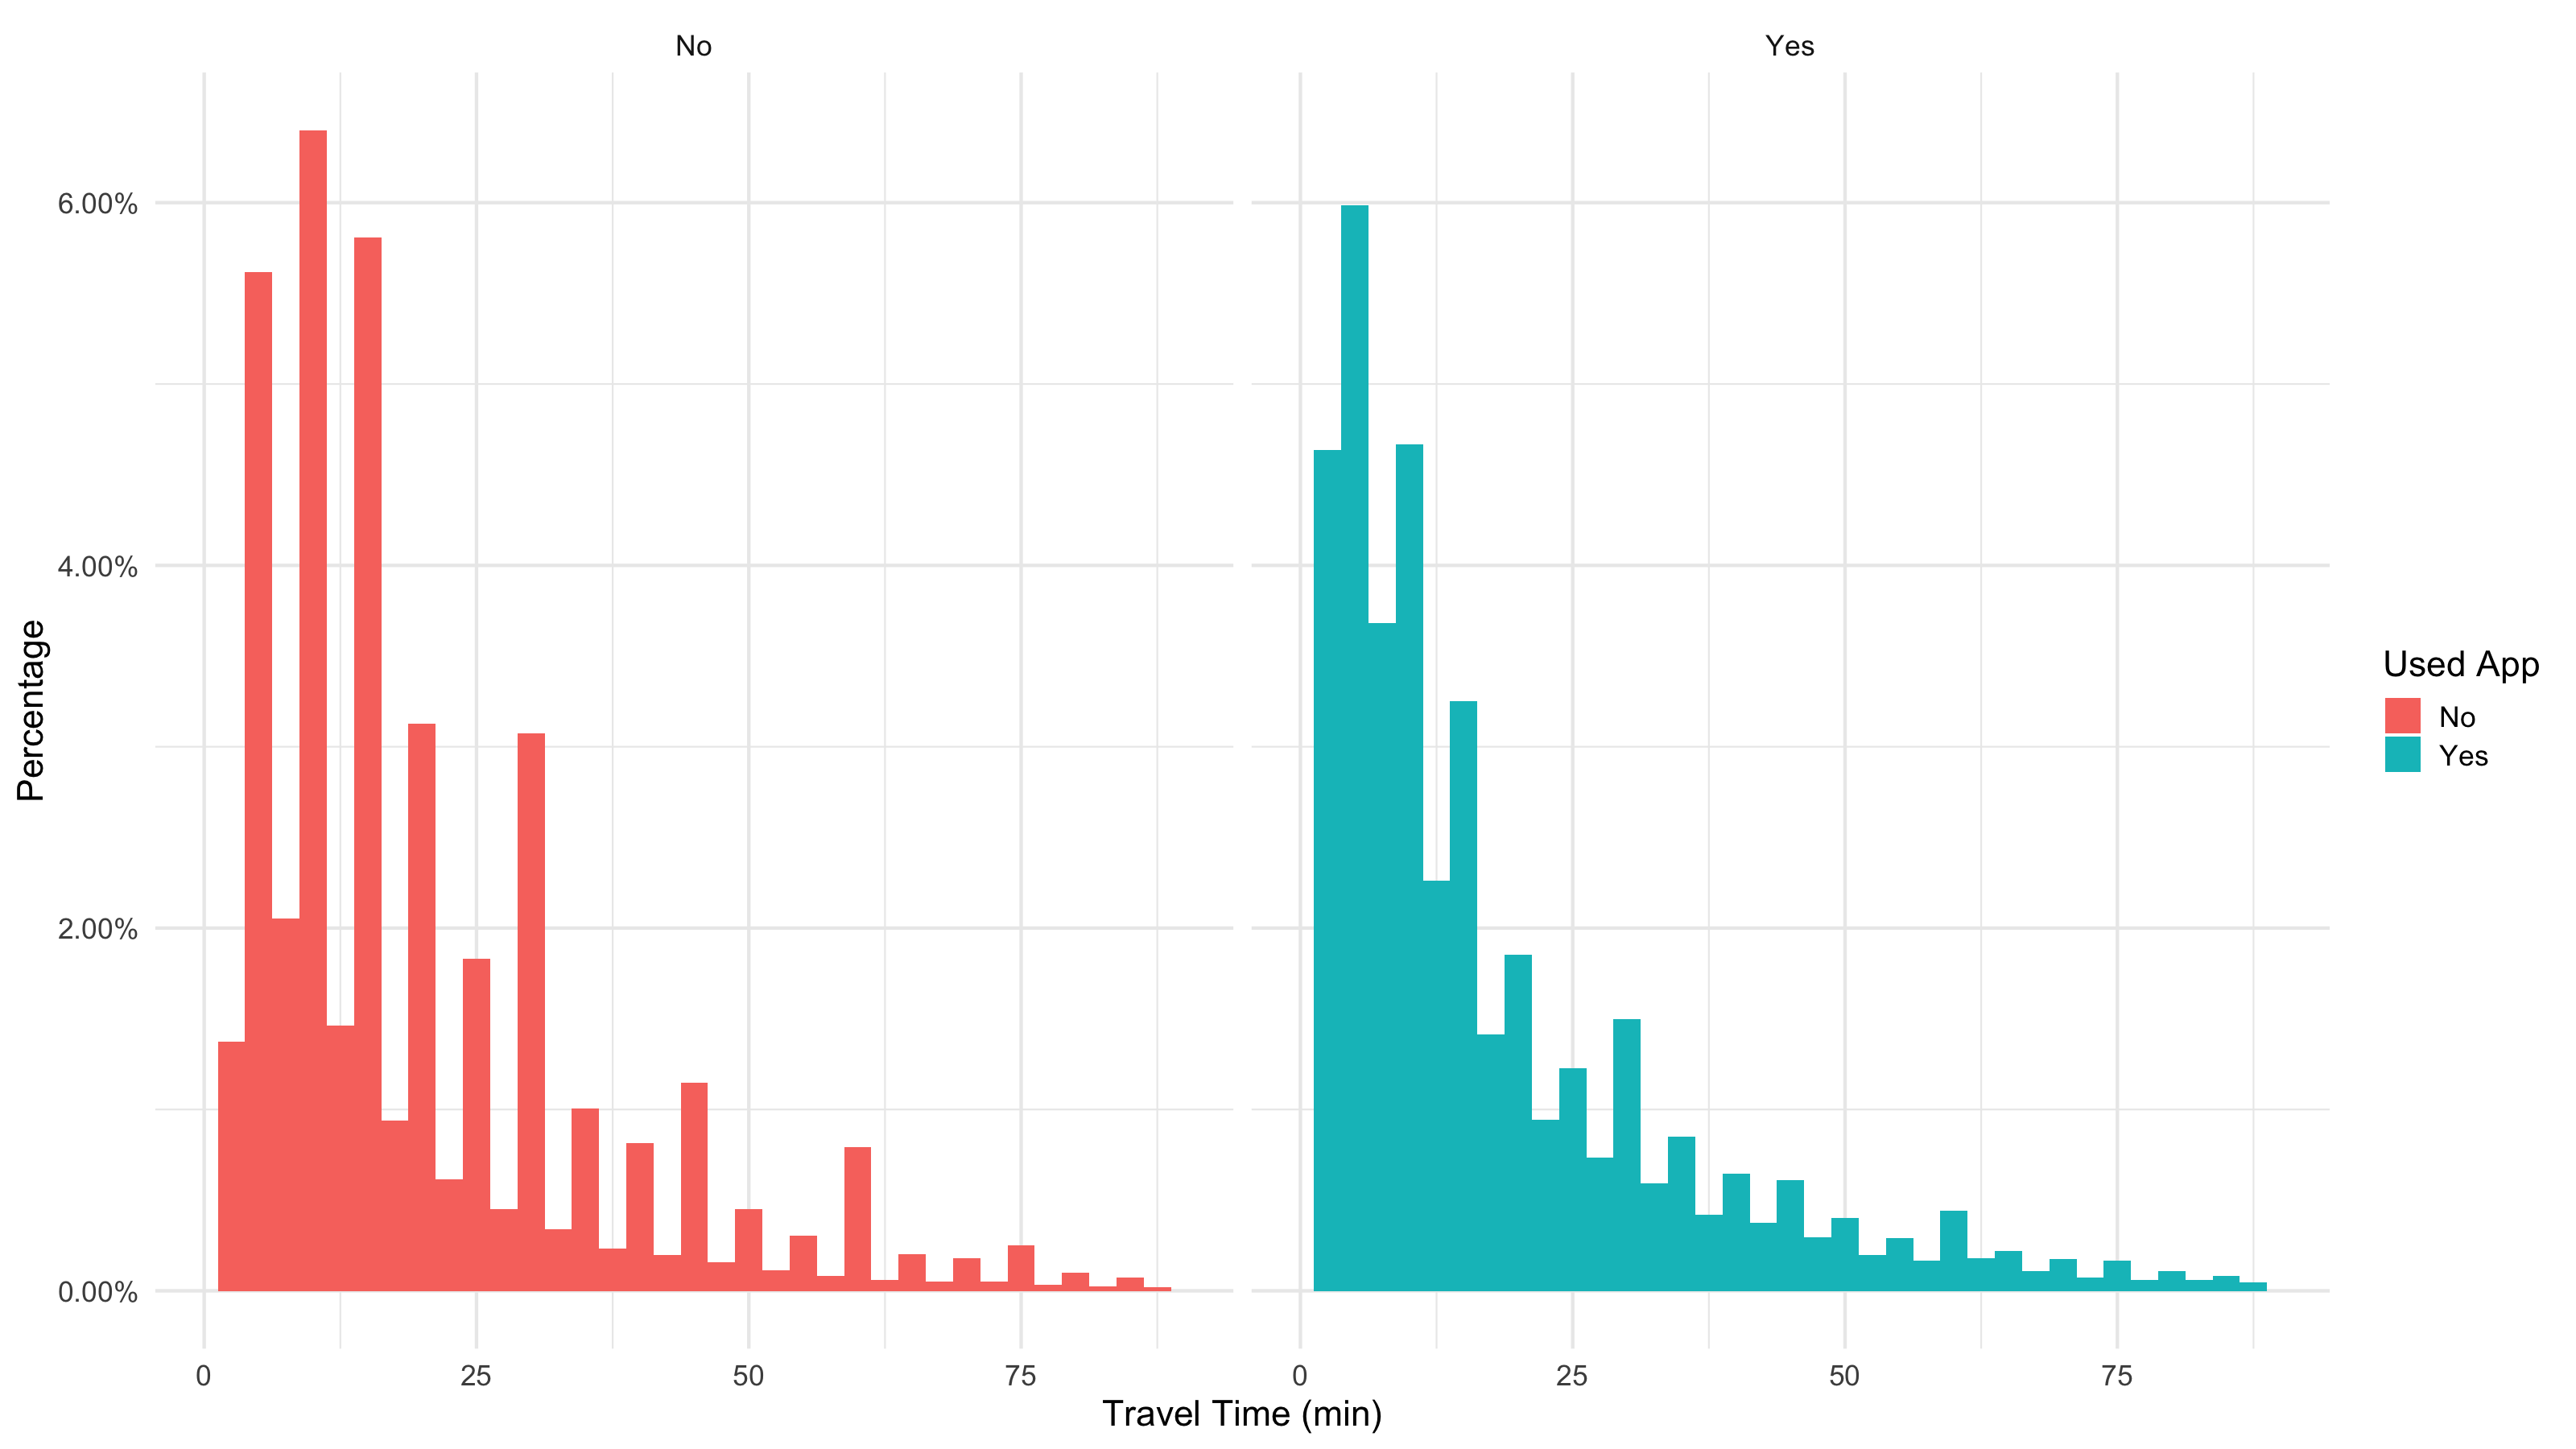 No
Yes
6.00%
4.00%
2.00%
0.00%
Percentage
0
25
50
75
0
25
50
75
Travel Time (min)
Used App
No
Yes